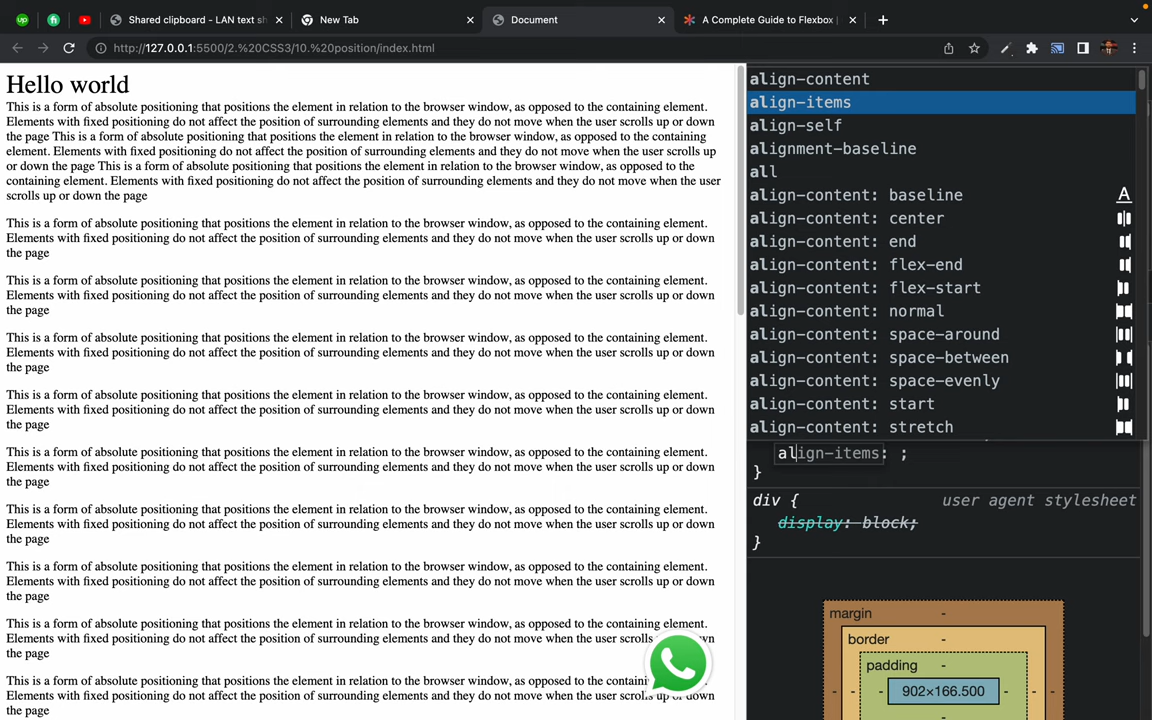 up
fi
Shared clipboard - LAN text sh
New Tab
Document
A Complete Guide to Flexbox |
http://127.0.0.1:5500/2.%20CSS3/10.%20position/index.html
Hello world
This is a form of absolute positioning that positions the element in relation to the browser window, as opposed to the containing element.
Elements with fixed positioning do not affect the position of surrounding elements and they do not move when the user scrolls up or down
the page This is a form of absolute positioning that positions the element in relation to the browser window, as opposed to the containing
element. Elements with fixed positioning do not affect the position of surrounding elements and they do not move when the user scrolls up
or down the page This is a form of absolute positioning that positions the element in relation to the browser window, as opposed to the
containing element. Elements with fixed positioning do not affect the position of surrounding elements and they do not move when the user
scrolls up or down the page
This is a form of absolute positioning that positions the element in relation to the browser window, as opposed to the containing element.
Elements with fixed positioning do not affect the position of surrounding elements and they do not move when the user scrolls up or down
the page
This is a form of absolute positioning that positions the element in relation to the browser window, as opposed to the containing element.
Elements with fixed positioning do not affect the position of surrounding elements and they do not move when the user scrolls up or down
the page
This is a form of absolute positioning that positions the element in relation to the browser window, as opposed to the containing element.
Elements with fixed positioning do not affect the position of surrounding elements and they do not move when the user scrolls up or down
the page
This is a form of absolute positioning that positions the element in relation to the browser window, as opposed to the containing element.
Elements with fixed positioning do not affect the position of surrounding elements and they do not move when the user scrolls up or down
the page
This is a form of absolute positioning that positions the element in relation to the browser window, as opposed to the containing element.
Elements with fixed positioning do not affect the position of surrounding elements and they do not move when the user scrolls up or down
the page
This is a form of absolute positioning that positions the element in relation to the browser window, as opposed to the containing element.
Elements with fixed positioning do not affect the position of surrounding elements and they do not move when the user scrolls up or down
the page
This is a form of absolute positioning that positions the element in relation to the browser window, as opposed to the containing element.
Elements with fixed positioning do not affect the position of surrounding elements and they do not move when the user scrolls up or down
the page
This is a form of absolute positioning that positions the element in relation to the browser window, as opposed to the containing element.
Elements with fixed positioning do not affect the position of surrounding elements and they do not move when the user scrolls wn
the page
This is a form of absolute positioning that positions the element in relation to the browser window, as opposed to the contain element.
Elements with fixed positioning do not affect the position of surrounding elements and they do not move when the user scrolls up or down
the page
align-content
align-items
align-self
alignment-baseline
all
align-content: baseline
align-content: center
align-content: end
align-content: flex-end
align-content: flex-start
align-content: normal
align-content: space-around
align-content: space-between
align-content: space-evenly
align-content: start
align-content: stretch
align-items: ;
}
div { user agent stylesheet
display: block;
}
margin -
border -
padding -
- - - 902×166.500 - - -
-